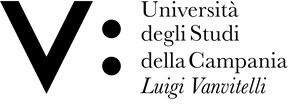 V:
Università
degli Studi
della Campania
Luigi Vanvitelli